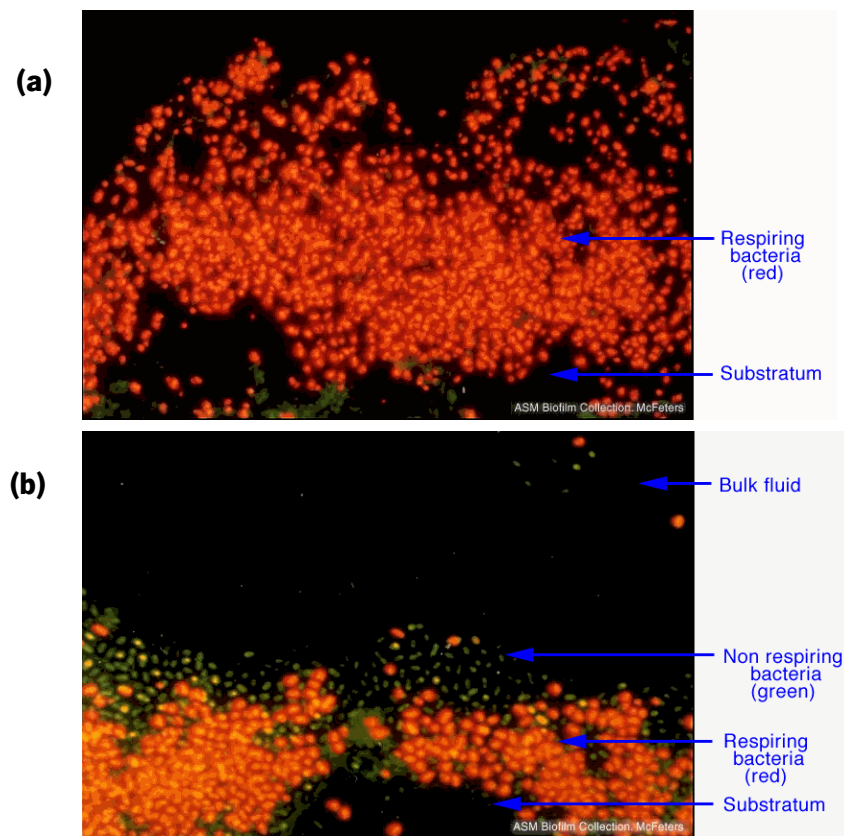 (a)
Respiring
bacteria
(red)
Substratum
ASM Biofilm Collection. McFeters
(b)
Bulk fluid
Non respiring
bacteria
(green)
Respiring
bacteria
(red)
Substratum
ASM Biofilm Collection. McFeters